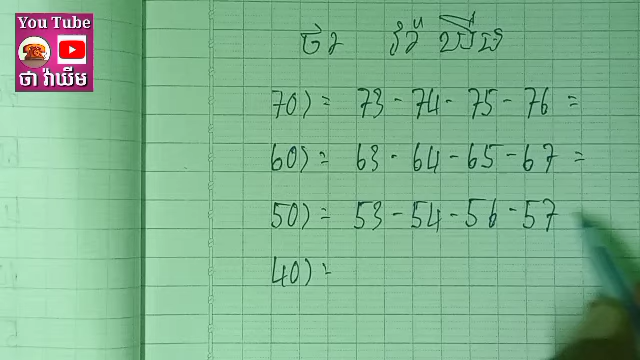 You Tube
ថា វ៉ាឃីម
70) = 73 - 74 - 75 - 76 =
60) = 63 - 64 - 65 - 67 =
50) = 53 - 54 - 56 - 57
40) =